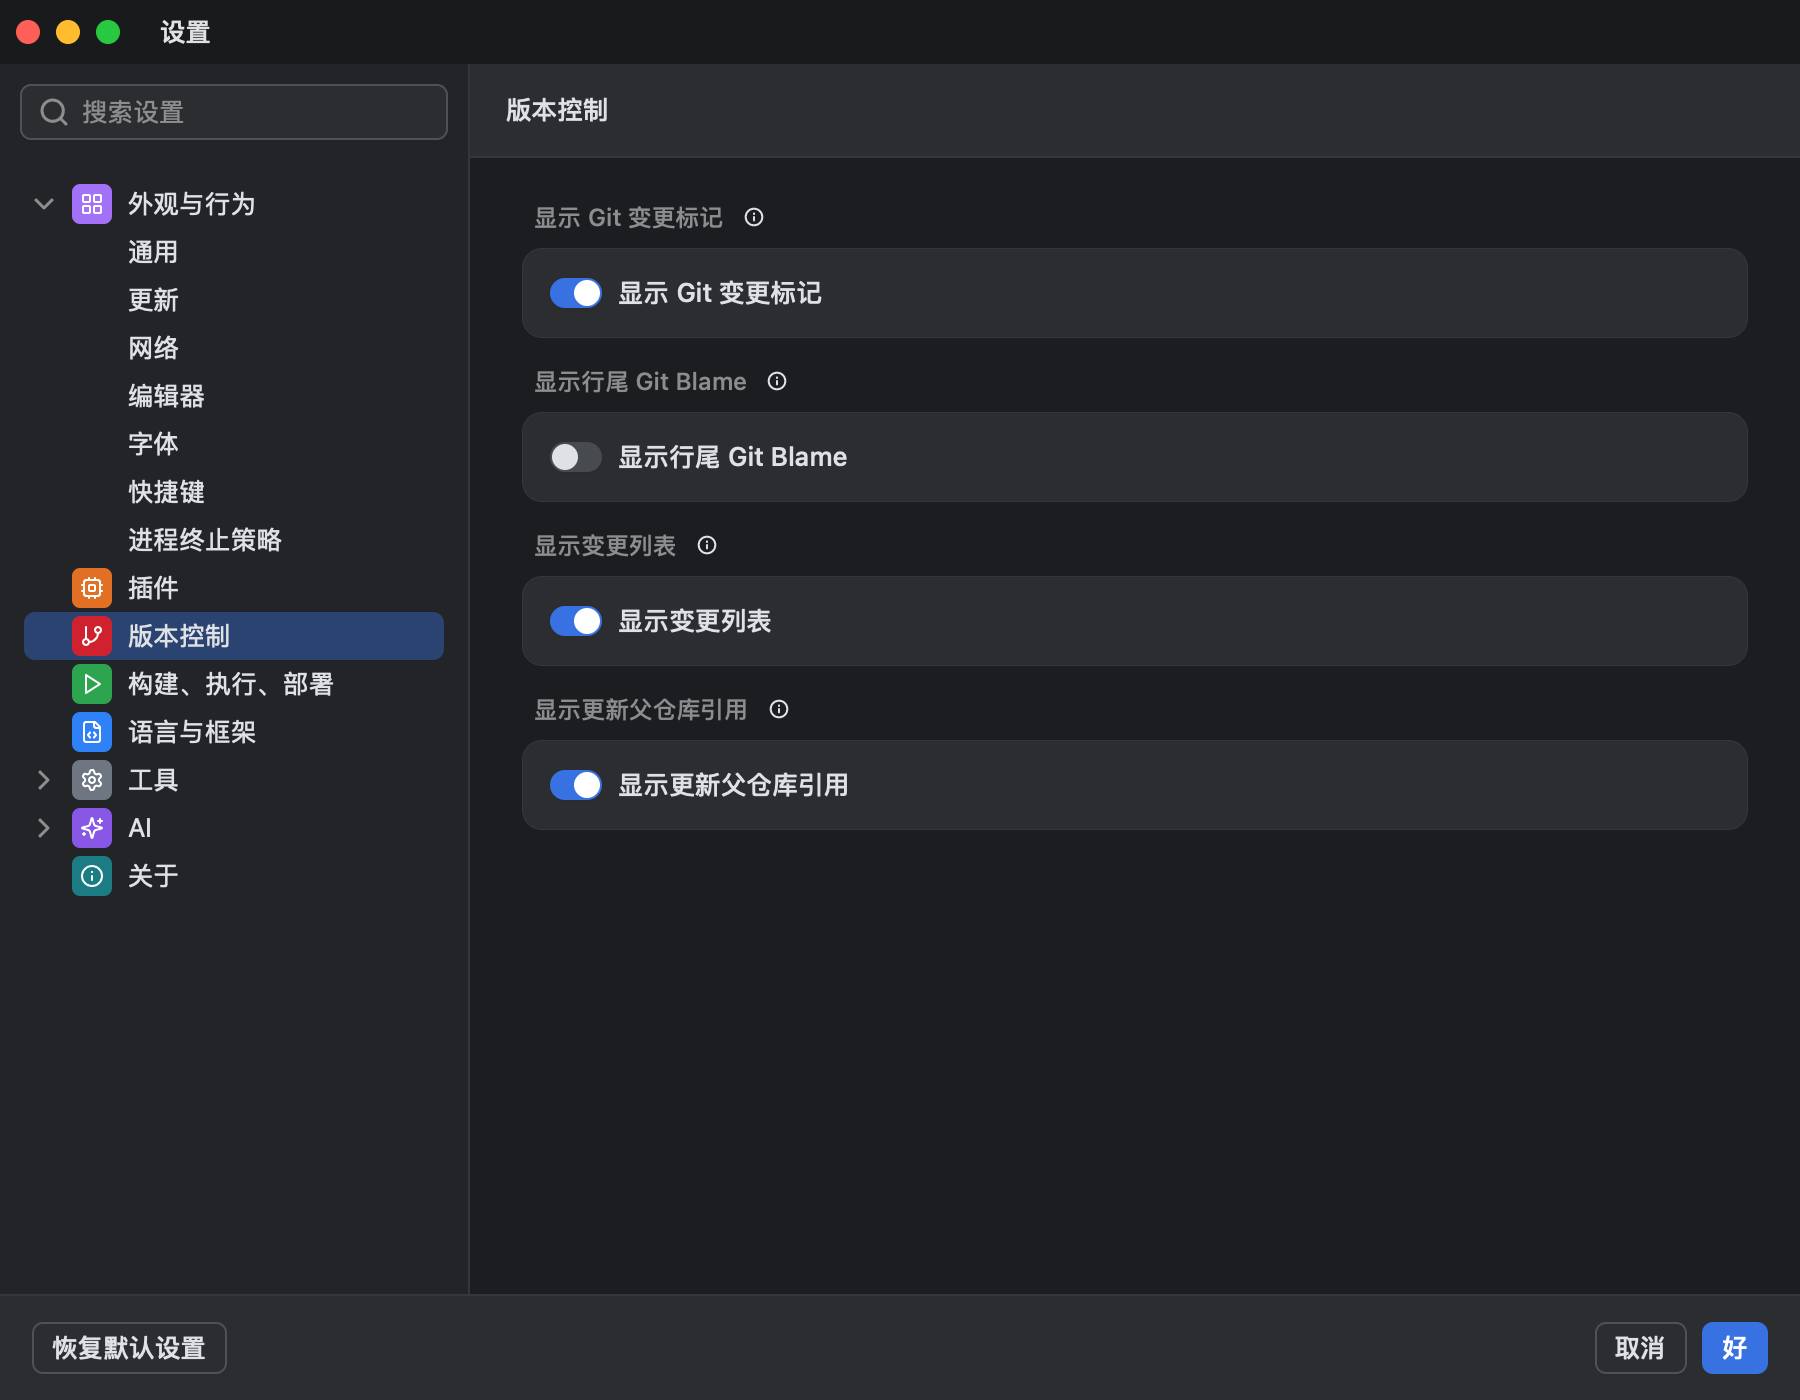 设置
搜索设置
外观与行为
通用
更新
网络
编辑器
字体
快捷键
进程终止策略
插件
版本控制
构建、执行、部署
语言与框架
工具
AI
关于
版本控制
显示 Git 变更标记
显示 Git 变更标记
显示行尾 Git Blame
显示行尾 Git Blame
显示变更列表
显示变更列表
显示更新父仓库引用
显示更新父仓库引用
恢复默认设置
取消
好